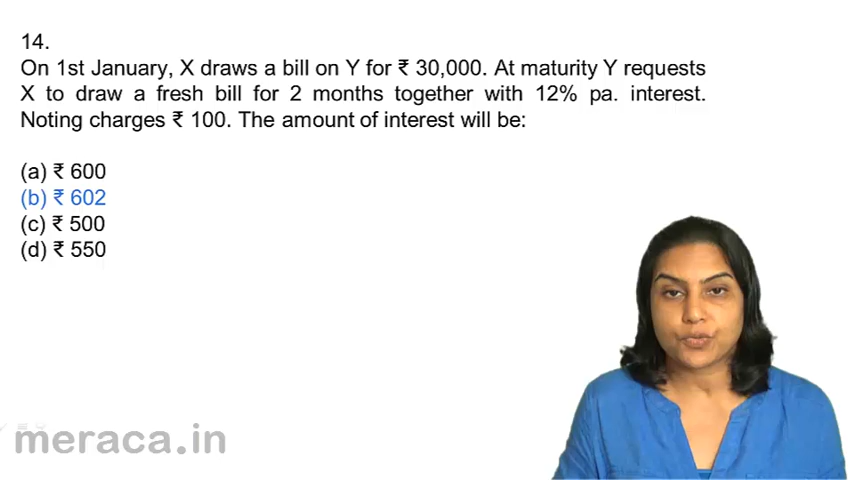 14.
On 1st January, X draws a bill on Y for ₹ 30,000. At maturity Y requests
X to draw a fresh bill for 2 months together with 12% pa. interest.
Noting charges ₹ 100. The amount of interest will be:
(a) ₹ 600
(b) ₹ 602
(c) ₹ 500
(d) ₹ 550
meraca.in